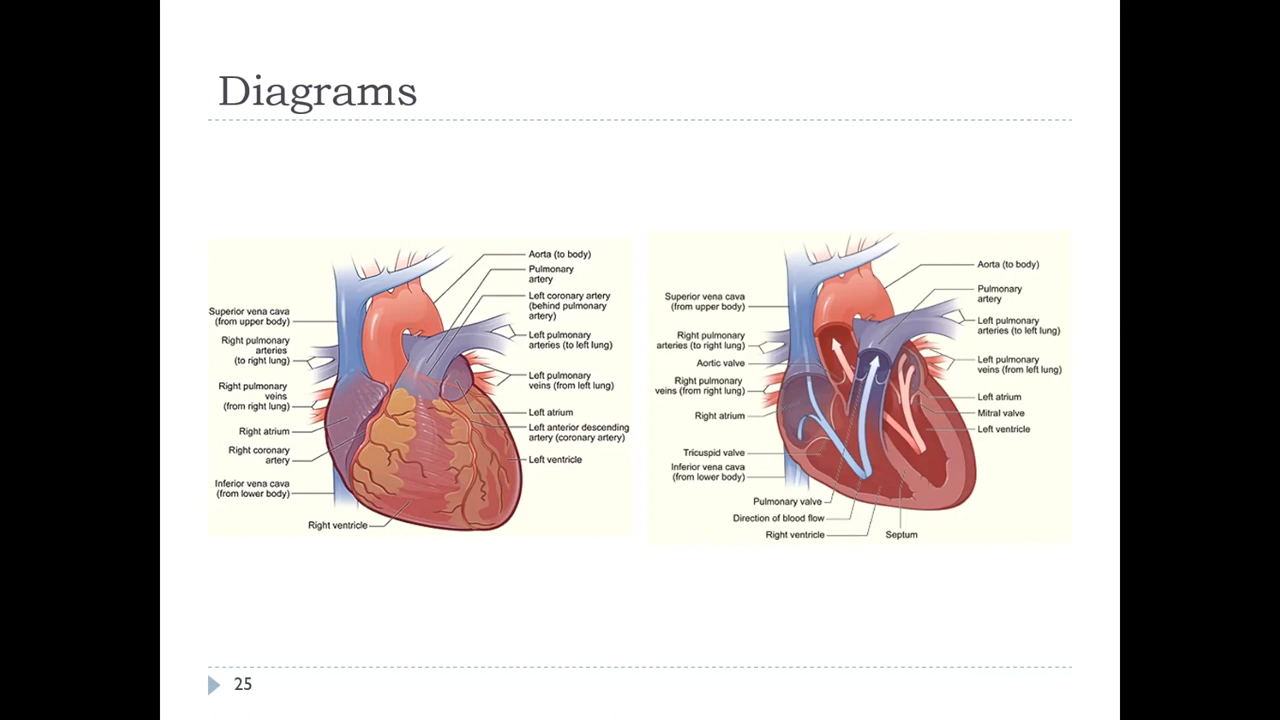 Diagrams
Aorta (to body)
Pulmonary
artery
Left coronary artery
(behind pulmonary
artery)
Left pulmonary
arteries (to left lung)
Left pulmonary
veins (from left lung)
Left atrium
Left anterior descending
artery (coronary artery)
Left ventricle
Superior vena cava
(from upper body)
Right pulmonary
arteries
(to right lung)
Right pulmonary
veins
(from right lung)
Right atrium
Right coronary
artery
Inferior vena cava
(from lower body)
Right ventricle
Superior vena cava
(from upper body)
Right pulmonary
arteries (to right lung)
Aortic valve
Right pulmonary
veins (from right lung)
Right atrium
Tricuspid valve
Inferior vena cava
(from lower body)
Pulmonary valve
Direction of blood flow
Right ventricle
Septum
Aorta (to body)
Pulmonary
artery
Left pulmonary
arteries (to left lung)
Left pulmonary
veins (from left lung)
Left atrium
Mitral valve
Left ventricle
25